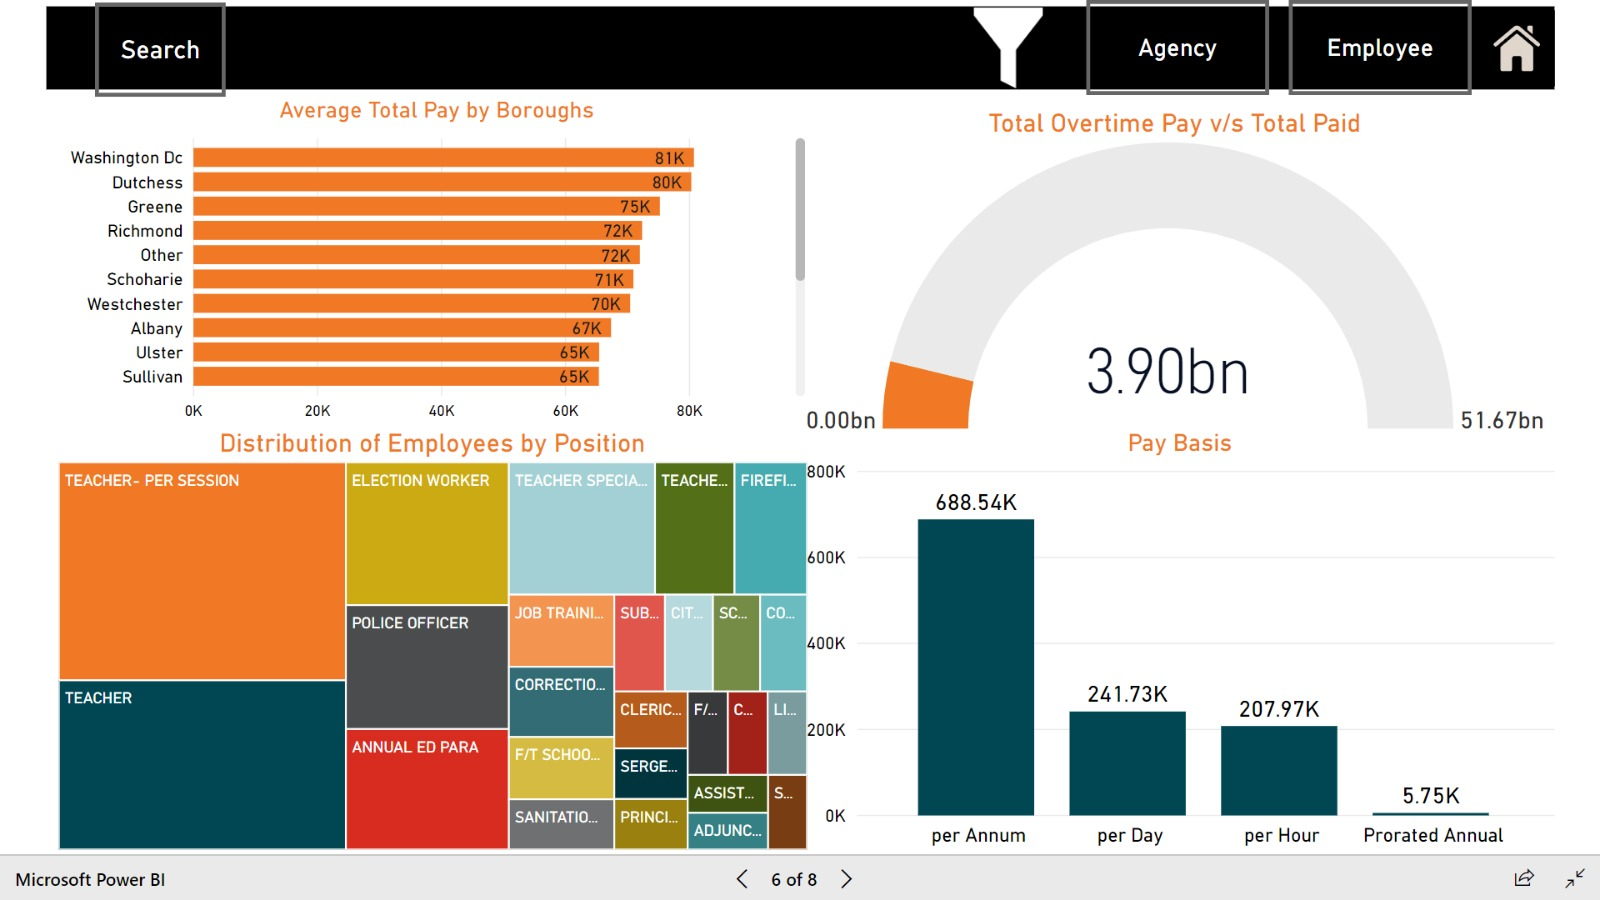 Search
Agency
Employee
Average Total Pay by Boroughs
Washington Dc 81K
Dutchess 80K
Greene 75K
Richmond 72K
Other 72K
Schoharie 71K
Westchester 70K
Albany 67K
Ulster 65K
Sullivan 65K
0K 20K 40K 60K 80K
Total Overtime Pay v/s Total Paid
3.90bn
0.00bn 51.67bn
Distribution of Employees by Position
TEACHER- PER SESSION
TEACHER
ELECTION WORKER
POLICE OFFICER
ANNUAL ED PARA
TEACHER SPECIA...
TEACHE...
FIREFI...
JOB TRAINI...
CORRECTIO...
F/T SCHOO...
SANITATIO...
SUB...
CIT...
SC...
CO...
CLERIC...
SERGE...
PRINCI...
F/...
C...
LI...
ASSIST...
ADJUNC...
S...
Pay Basis
800K
600K
400K
200K
0K
688.54K
241.73K
207.97K
5.75K
per Annum per Day per Hour Prorated Annual
Microsoft Power BI
6 of 8